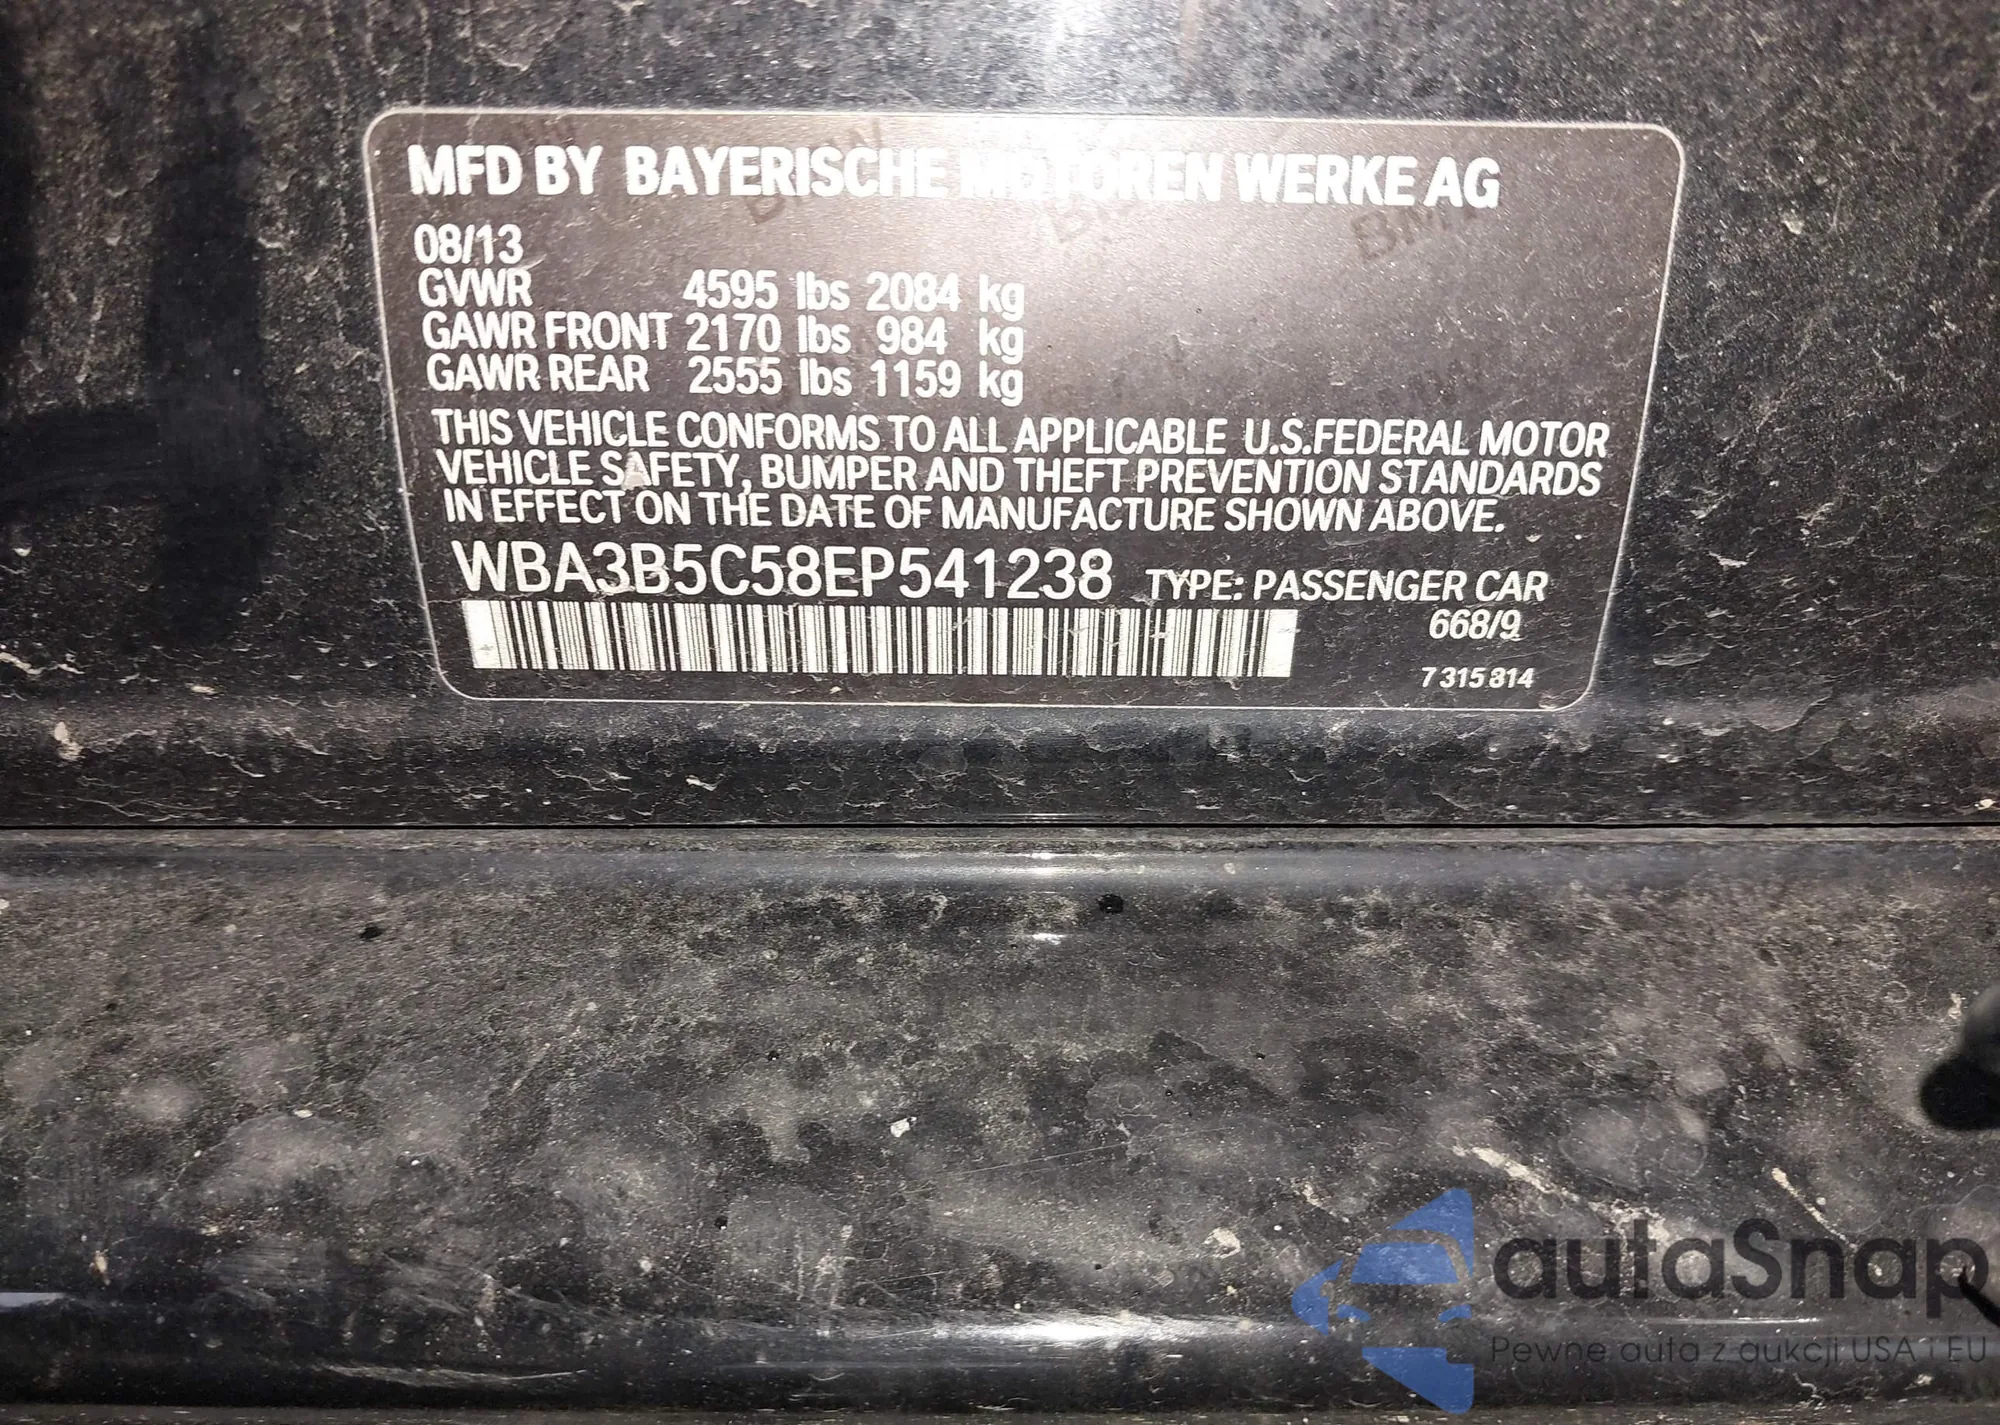 MFD BY BAYERISCHE MOTOREN WERKE AG
08/13
GVWR 4595 lbs 2084 kg
GAWR FRONT 2170 lbs 984 kg
GAWR REAR 2555 lbs 1159 kg
THIS VEHICLE CONFORMS TO ALL APPLICABLE U.S.FEDERAL MOTOR
VEHICLE SAFETY, BUMPER AND THEFT PREVENTION STANDARDS
IN EFFECT ON THE DATE OF MANUFACTURE SHOWN ABOVE.
WBA3B5C58EP541238 TYPE: PASSENGER CAR
668/9
7 315 814
autaSnap
Pewne auta z aukcji USA i EU